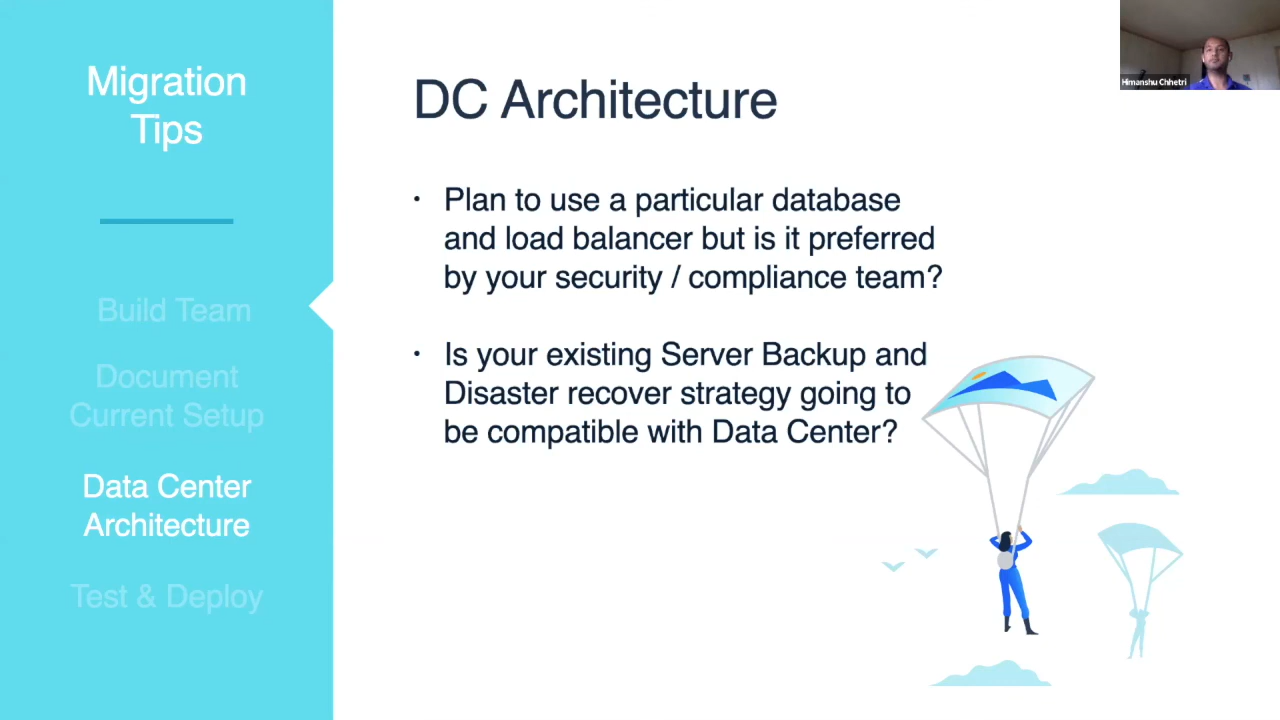 Migration
Tips
Build Team
Document
Current Setup
Data Center
Architecture
Test & Deploy
DC Architecture
• Plan to use a particular database
and load balancer but is it preferred
by your security / compliance team?
• Is your existing Server Backup and
Disaster recover strategy going to
be compatible with Data Center?
Himanshu Chhetri